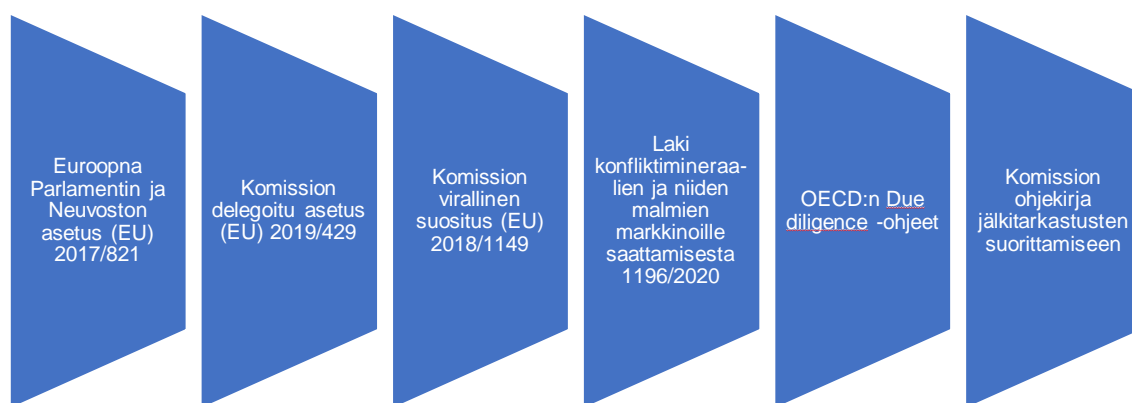 Euroopna
Parlamentin ja
Neuvoston
asetus (EU)
2017/821
Komission
delegoitu asetus
(EU) 2019/429
Komission
virallinen
suositus (EU)
2018/1149
Laki
konfliktimineraa-
lien ja niiden
malmien
markkinoille
saattamisesta
1196/2020
OECD:n Due
diligence -ohjeet
Komission
ohjekirja
jälkitarkastusten
suorittamiseen